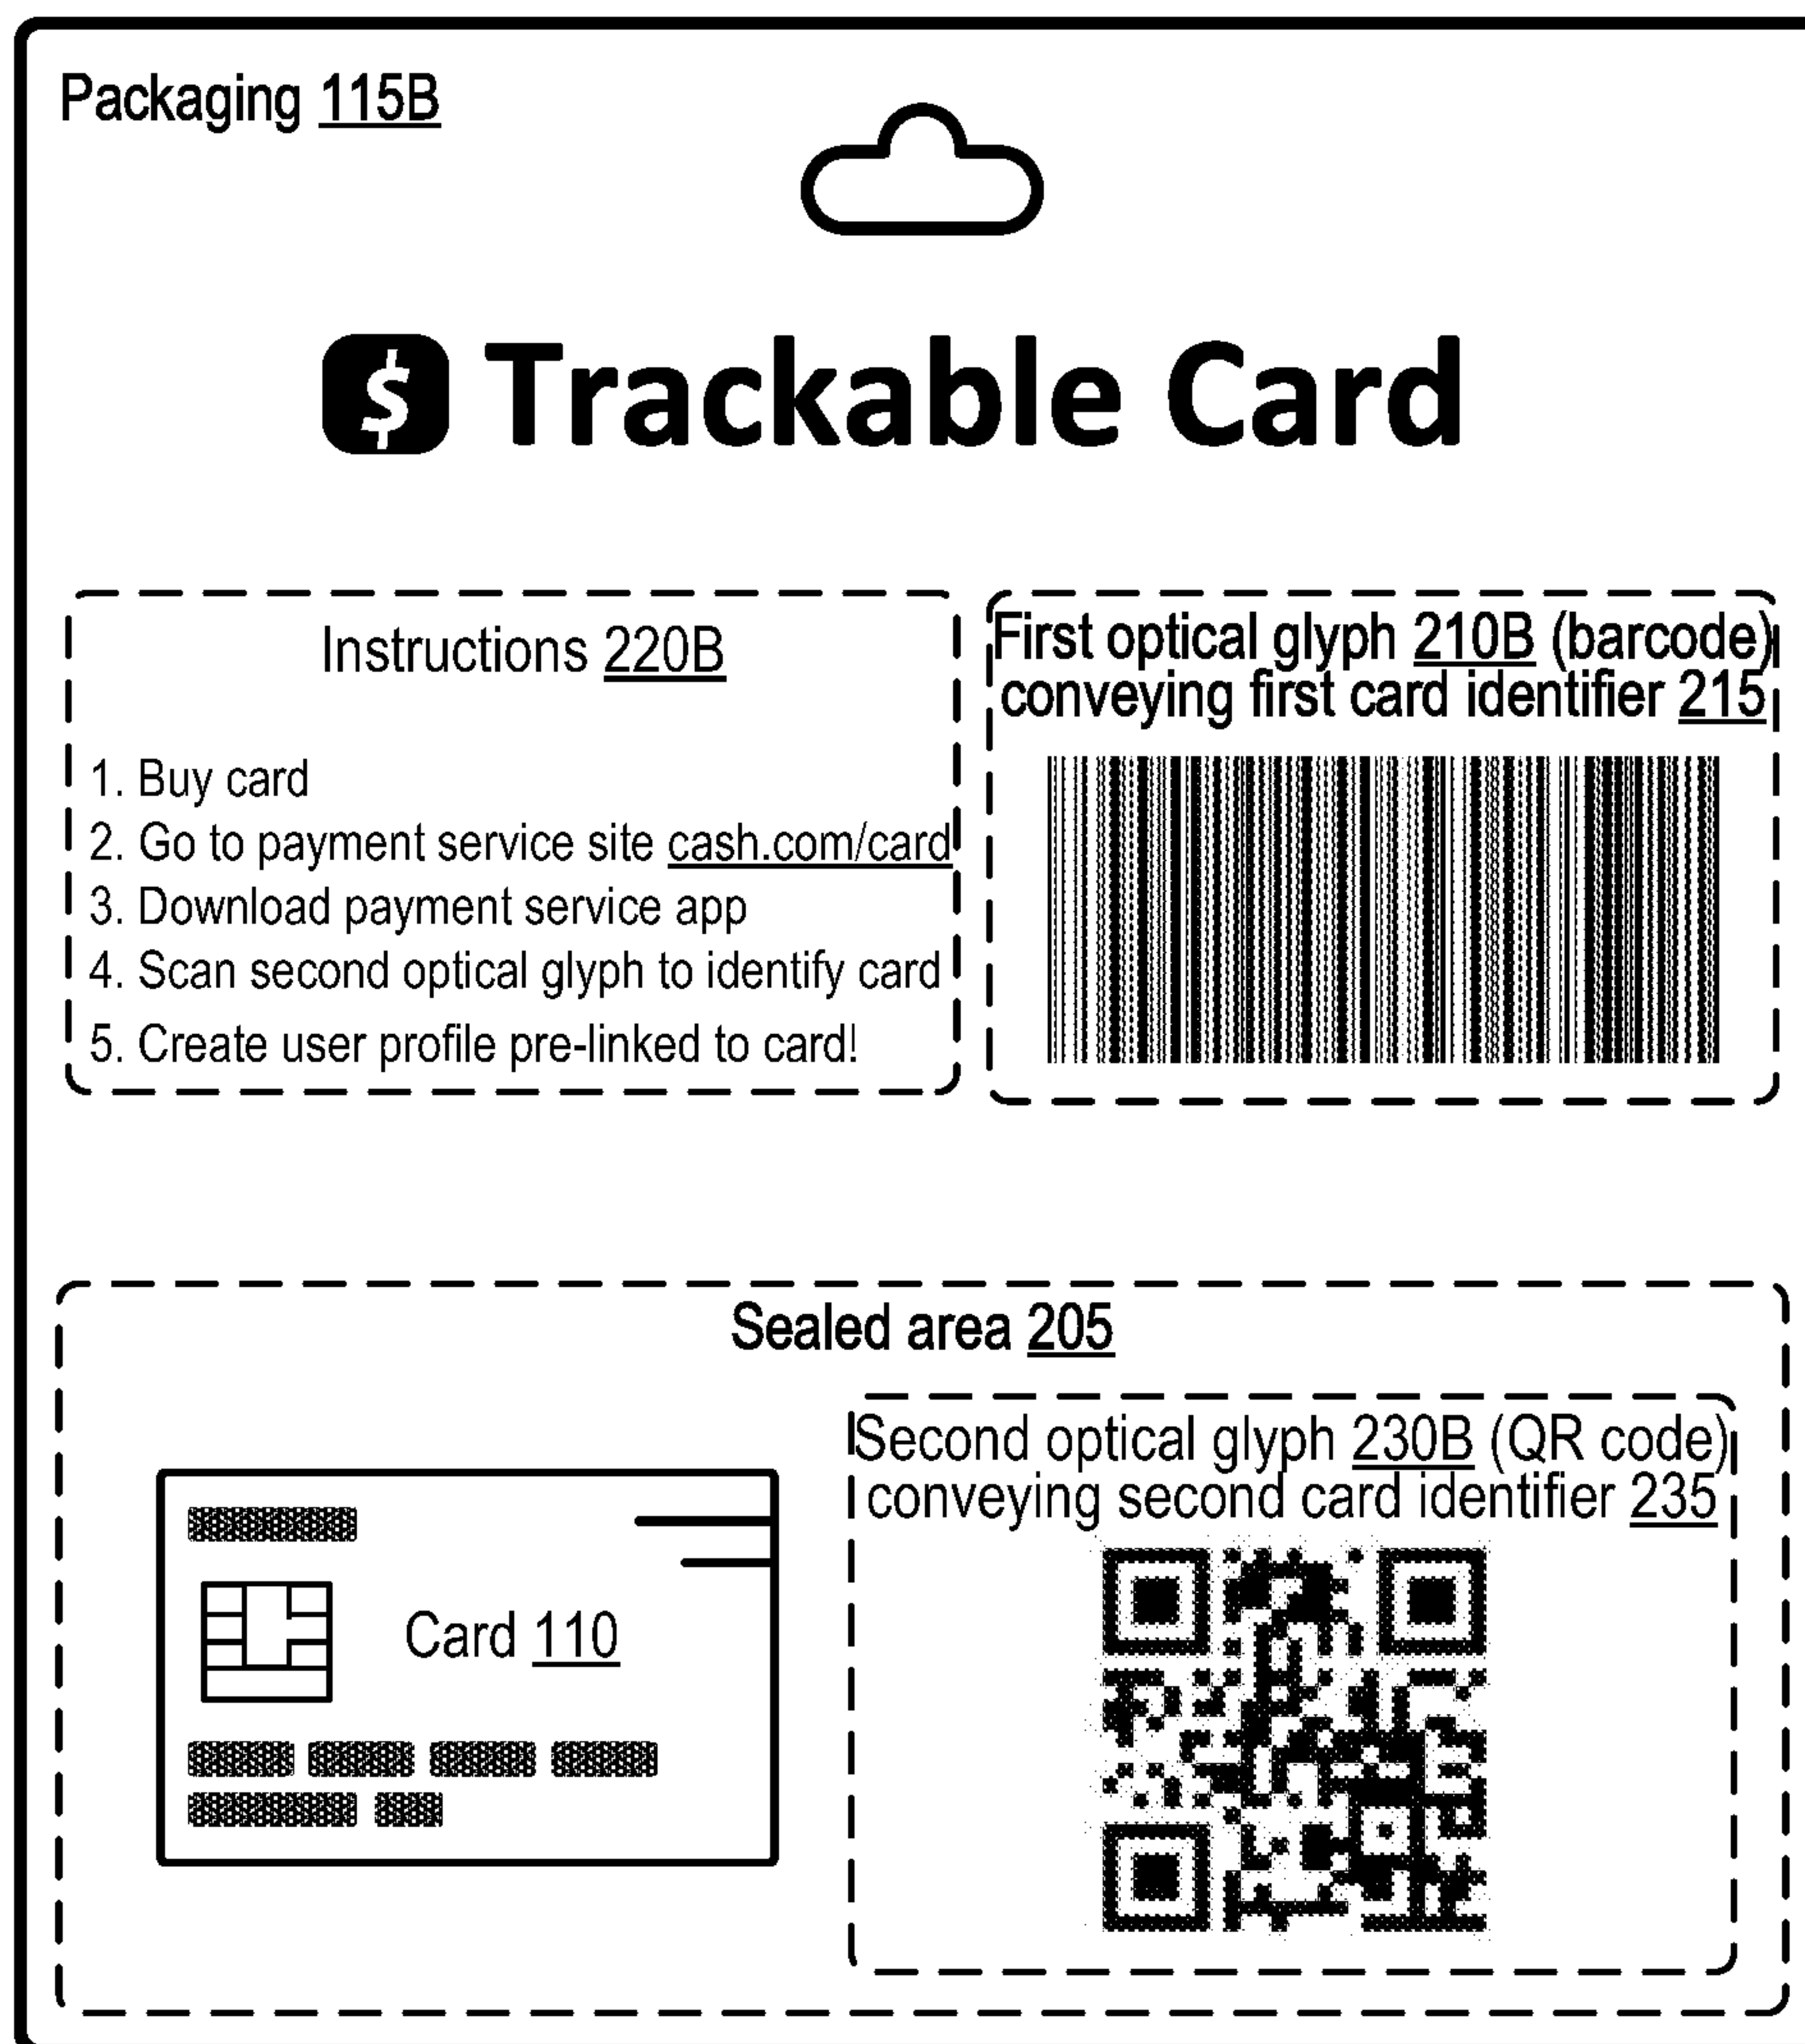 Packaging 115B
$ Trackable Card
Instructions 220B
1. Buy card
2. Go to payment service site cash.com/card
3. Download payment service app
4. Scan second optical glyph to identify card
5. Create user profile pre-linked to card!
First optical glyph 210B (barcode)
conveying first card identifier 215
Sealed area 205
Card 110
Second optical glyph 230B (QR code)
conveying second card identifier 235